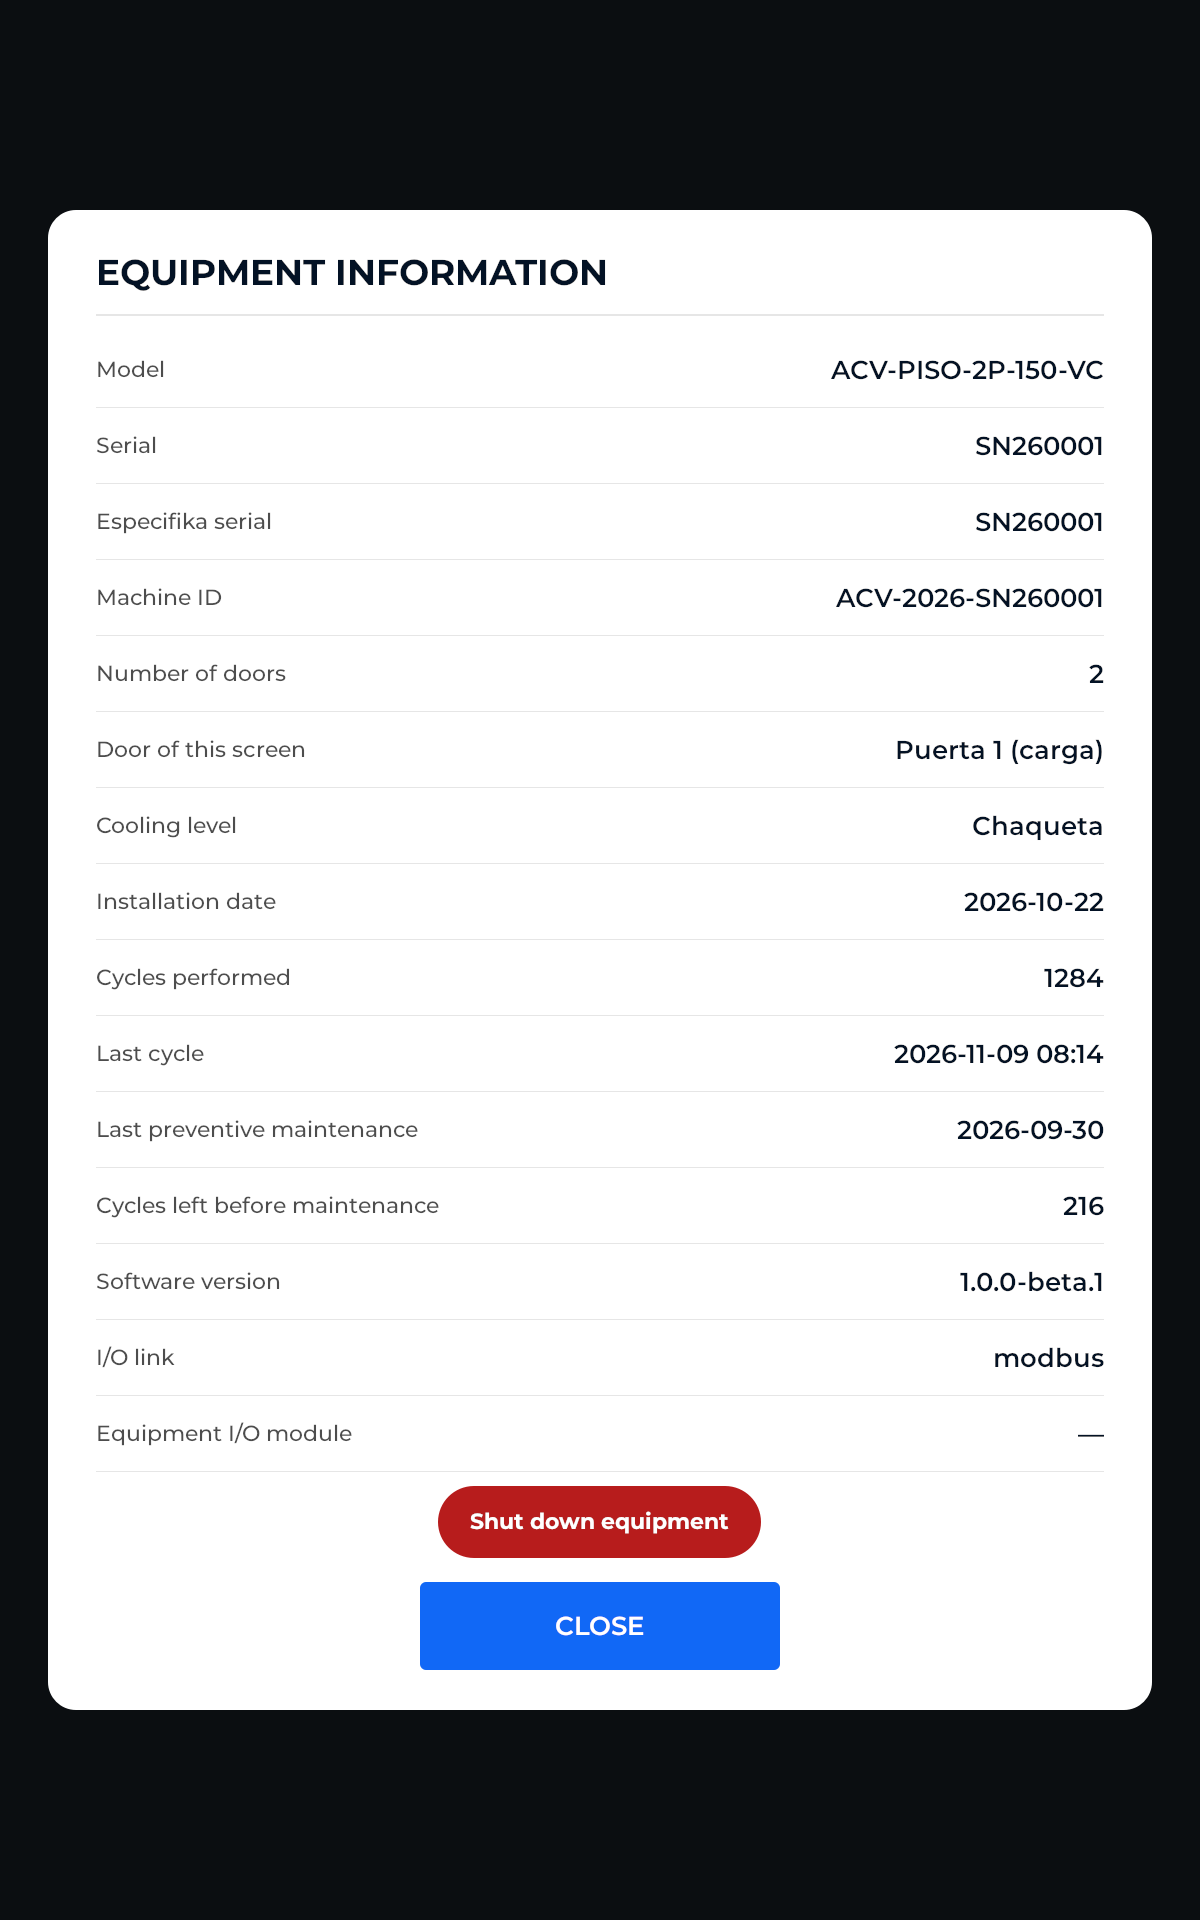 EQUIPMENT INFORMATION
Model ACV-PISO-2P-150-VC
Serial SN260001
Especifika serial SN260001
Machine ID ACV-2026-SN260001
Number of doors 2
Door of this screen Puerta 1 (carga)
Cooling level Chaqueta
Installation date 2026-10-22
Cycles performed 1284
Last cycle 2026-11-09 08:14
Last preventive maintenance 2026-09-30
Cycles left before maintenance 216
Software version 1.0.0-beta.1
I/O link modbus
Equipment I/O module —
Shut down equipment
CLOSE